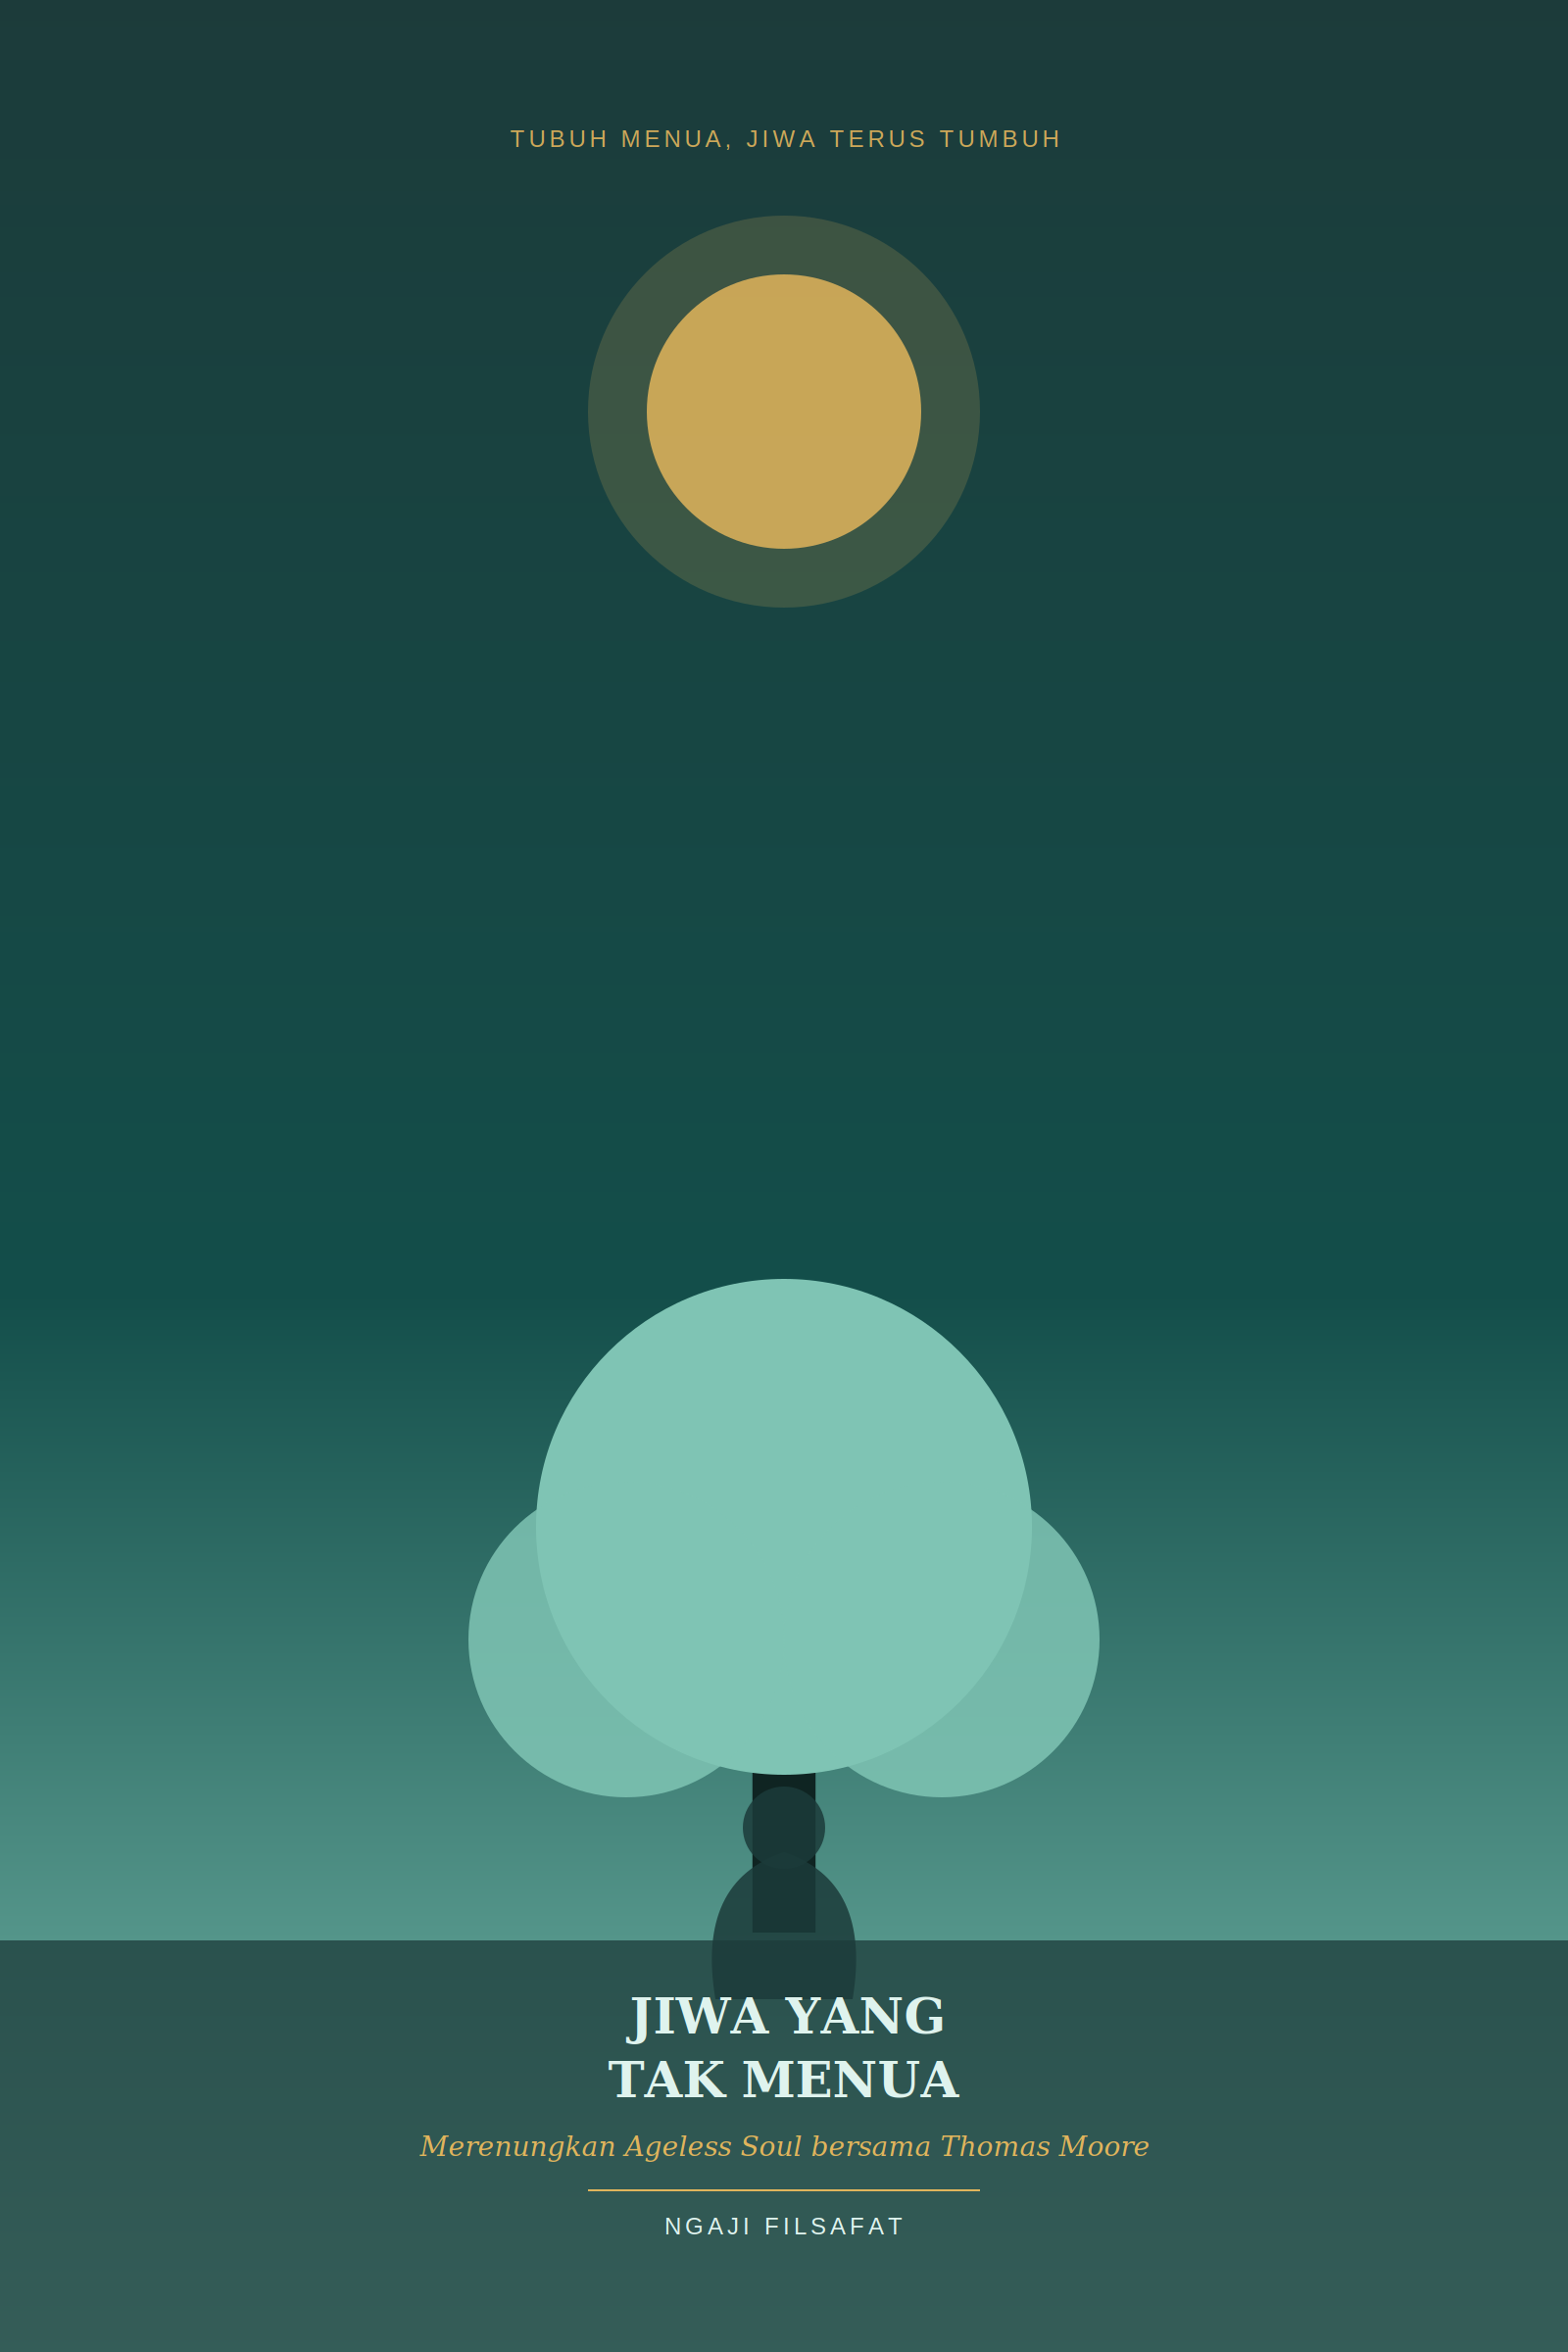 TUBUH MENUA, JIWA TERUS TUMBUH
JIWA YANG
TAK MENUA
Merenungkan Ageless Soul bersama Thomas Moore
NGAJI FILSAFAT